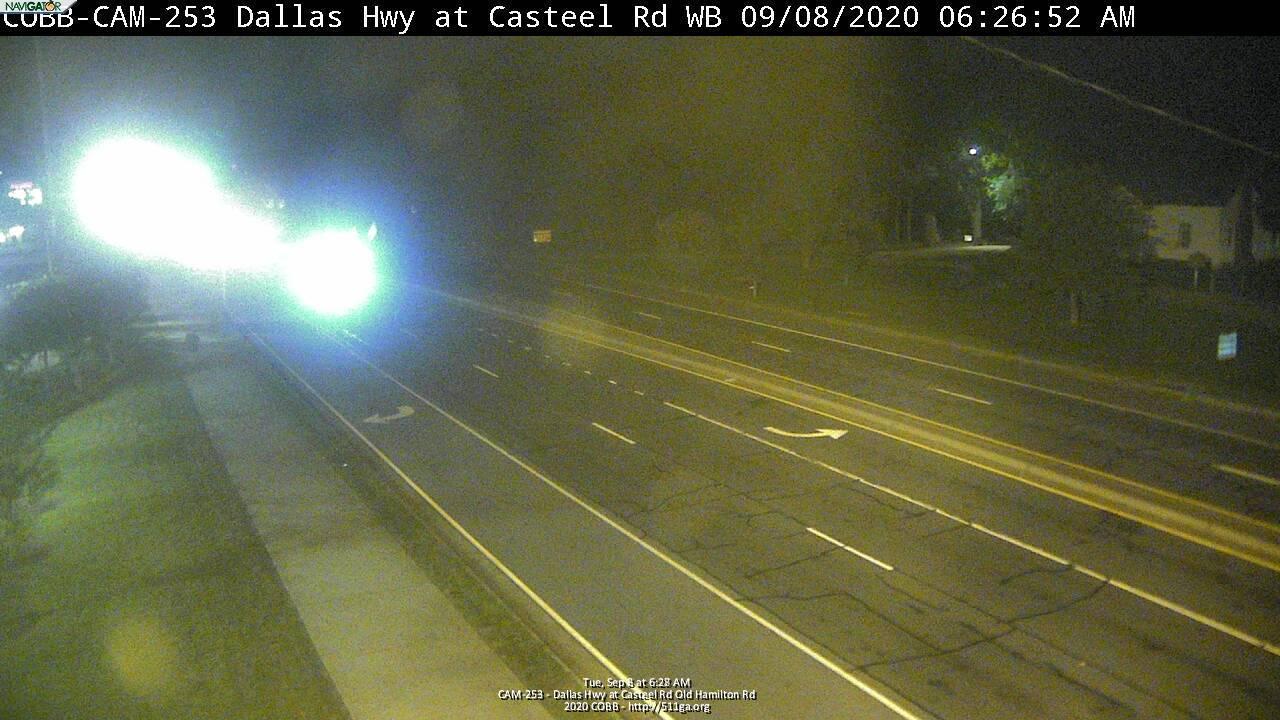 NAVIGATOR
COBB-CAM-253 Dallas Hwy at Casteel Rd WB 09/08/2020 06:26:52 AM
Tue, Sep 8 at 6:28 AM
CAM-253 - Dallas Hwy at Casteel Rd Old Hamilton Rd
2020 COBB - http://511ga.org